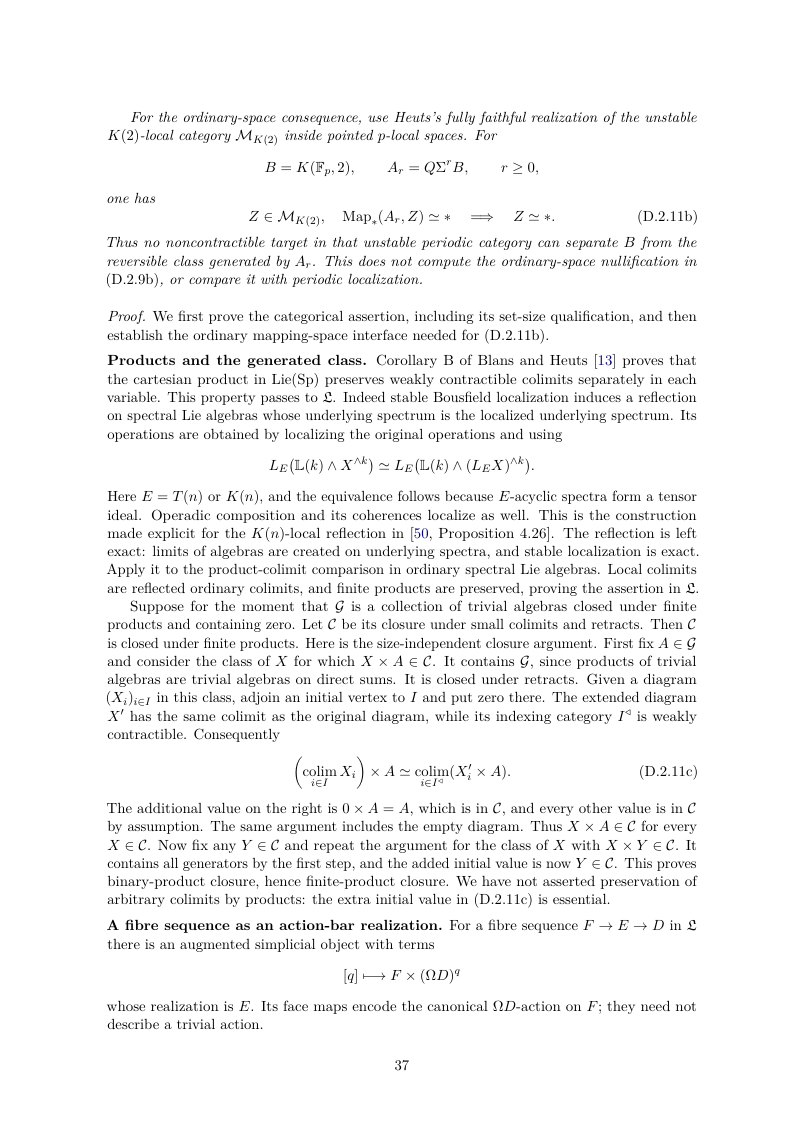 For the ordinary-space consequence, use Heuts's fully faithful realization of the unstable
K(2)-local category ℳ_{K(2)} inside pointed p-local spaces. For
B = K(𝔽_p, 2),  A_r = QΣ^r B,  r ≥ 0,
one has
Z ∈ ℳ_{K(2)},  Map_*(A_r, Z) ≃ *  ⟹  Z ≃ *.  (D.2.11b)
Thus no noncontractible target in that unstable periodic category can separate B from the
reversible class generated by A_r. This does not compute the ordinary-space nullification in
(D.2.9b), or compare it with periodic localization.
Proof. We first prove the categorical assertion, including its set-size qualification, and then
establish the ordinary mapping-space interface needed for (D.2.11b).
Products and the generated class. Corollary B of Blans and Heuts [13] proves that
the cartesian product in Lie(Sp) preserves weakly contractible colimits separately in each
variable. This property passes to 𝔏. Indeed stable Bousfield localization induces a reflection
on spectral Lie algebras whose underlying spectrum is the localized underlying spectrum. Its
operations are obtained by localizing the original operations and using
L_E(𝕃(k) ∧ X^{∧k}) ≃ L_E(𝕃(k) ∧ (L_E X)^{∧k}).
Here E = T(n) or K(n), and the equivalence follows because E-acyclic spectra form a tensor
ideal. Operadic composition and its coherences localize as well. This is the construction
made explicit for the K(n)-local reflection in [50, Proposition 4.26]. The reflection is left
exact: limits of algebras are created on underlying spectra, and stable localization is exact.
Apply it to the product-colimit comparison in ordinary spectral Lie algebras. Local colimits
are reflected ordinary colimits, and finite products are preserved, proving the assertion in 𝔏.
Suppose for the moment that 𝒢 is a collection of trivial algebras closed under finite
products and containing zero. Let 𝒞 be its closure under small colimits and retracts. Then 𝒞
is closed under finite products. Here is the size-independent closure argument. First fix A ∈ 𝒢
and consider the class of X for which X × A ∈ 𝒞. It contains 𝒢, since products of trivial
algebras are trivial algebras on direct sums. It is closed under retracts. Given a diagram
(X_i)_{i∈I} in this class, adjoin an initial vertex to I and put zero there. The extended diagram
X′ has the same colimit as the original diagram, while its indexing category I^◁ is weakly
contractible. Consequently
(colim_{i∈I} X_i) × A ≃ colim_{i∈I^◁}(X′_i × A).  (D.2.11c)
The additional value on the right is 0 × A = A, which is in 𝒞, and every other value is in 𝒞
by assumption. The same argument includes the empty diagram. Thus X × A ∈ 𝒞 for every
X ∈ 𝒞. Now fix any Y ∈ 𝒞 and repeat the argument for the class of X with X × Y ∈ 𝒞. It
contains all generators by the first step, and the added initial value is now Y ∈ 𝒞. This proves
binary-product closure, hence finite-product closure. We have not asserted preservation of
arbitrary colimits by products: the extra initial value in (D.2.11c) is essential.
A fibre sequence as an action-bar realization. For a fibre sequence F → E → D in 𝔏
there is an augmented simplicial object with terms
[q] ⟼ F × (ΩD)^q
whose realization is E. Its face maps encode the canonical ΩD-action on F; they need not
describe a trivial action.
37